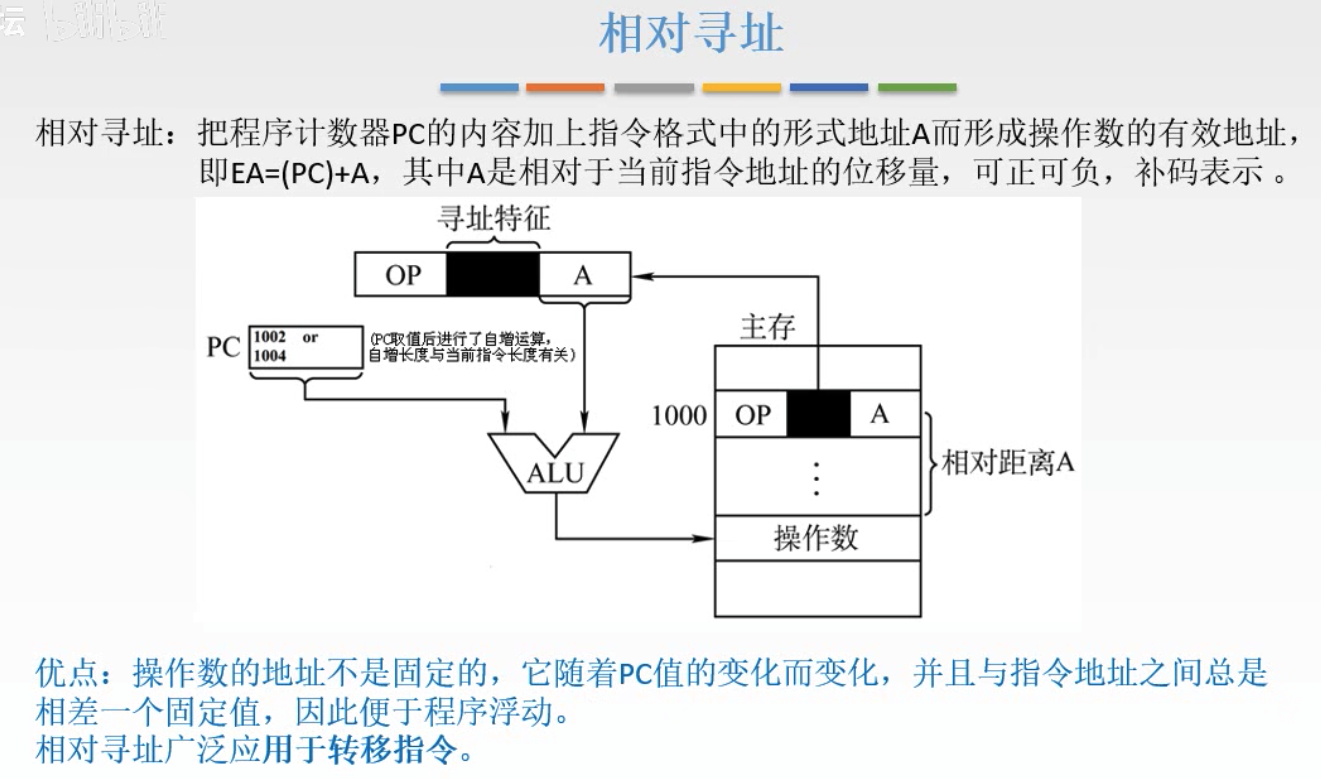 坛 bilibili
相对寻址
相对寻址：把程序计数器PC的内容加上指令格式中的形式地址A而形成操作数的有效地址，
即EA=(PC)+A，其中A是相对于当前指令地址的位移量，可正可负，补码表示 。
寻址特征
OP A
PC 1002 or
1004
(PC取值后进行了自增运算，
自增长度与当前指令长度有关)
主存
1000 OP A
相对距离A
ALU
操作数
优点：操作数的地址不是固定的，它随着PC值的变化而变化，并且与指令地址之间总是
相差一个固定值，因此便于程序浮动。
相对寻址广泛应用于转移指令。